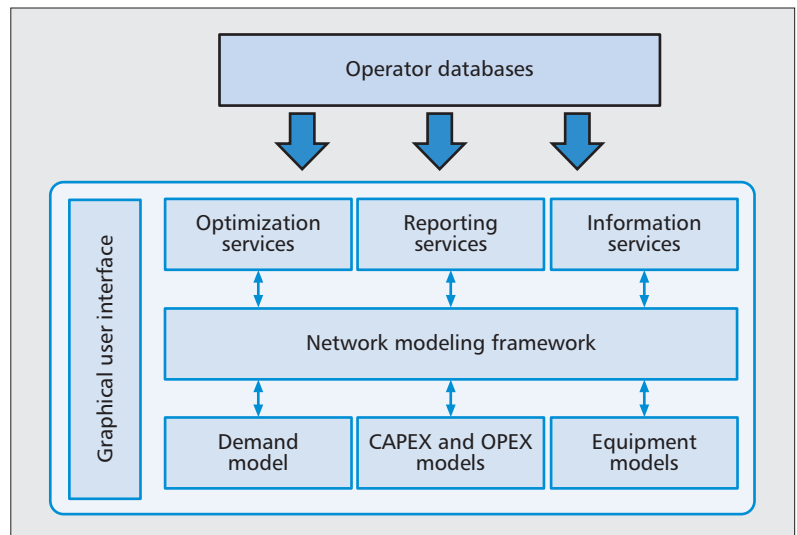 Operator databases
Graphical user interface
Optimization
services
Reporting
services
Information
services
Network modeling framework
Demand
model
CAPEX and OPEX
models
Equipment
models